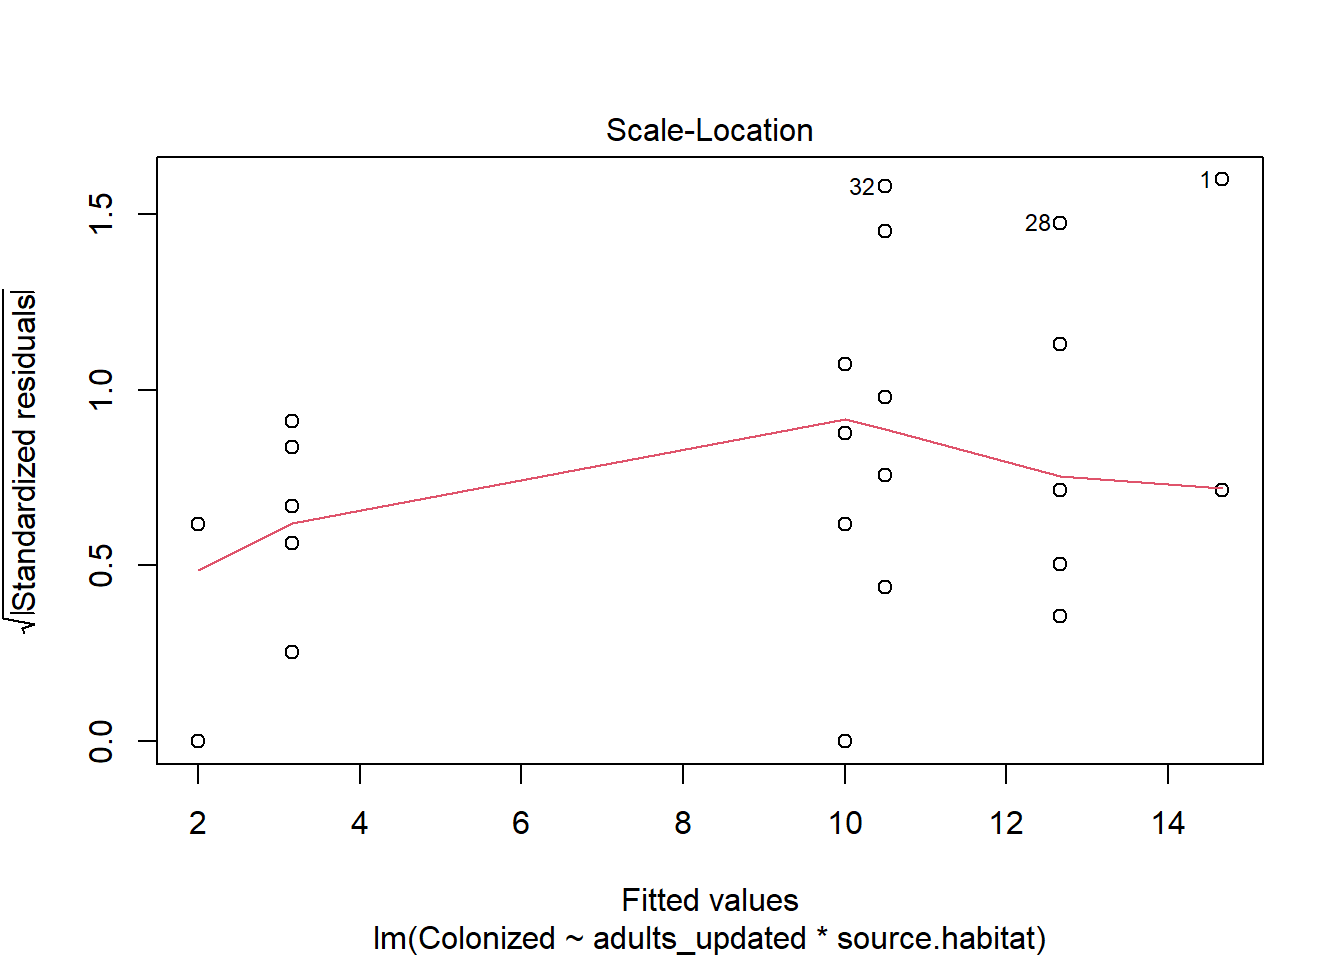 Scale-Location
√|Standardized residuals|
1.5
1.0
0.5
0.0
32
28
1
2 4 6 8 10 12 14
Fitted values
lm(Colonized ~ adults_updated * source.habitat)